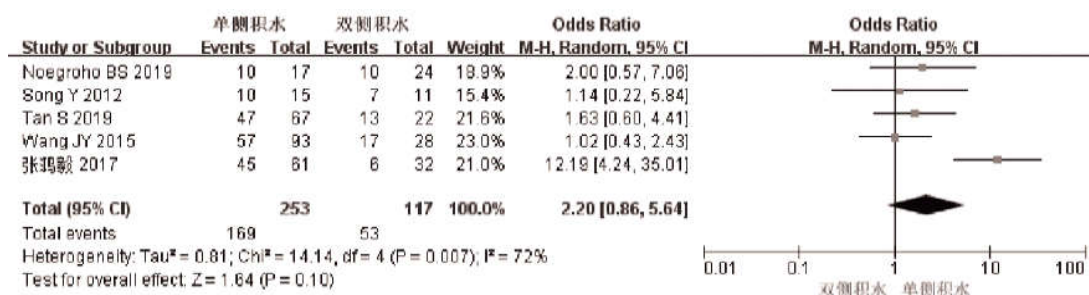 单侧积水 双侧积水 Odds Ratio Odds Ratio
Study or Subgroup Events Total Events Total Weight M-H, Random, 95% CI M-H, Random, 95% CI
Noegroho BS 2019 10 17 10 24 18.9% 2.00 [0.57, 7.06]
Song Y 2012 10 15 7 11 15.4% 1.14 [0.22, 5.84]
Tan S 2019 47 67 13 22 21.6% 1.63 [0.60, 4.41]
Wang JY 2015 57 93 17 28 23.0% 1.02 [0.43, 2.43]
张鹗毅 2017 45 61 6 32 21.0% 12.19 [4.24, 35.01]
Total (95% CI) 253 117 100.0% 2.20 [0.86, 5.64]
Total events 169 53
Heterogeneity: Tau² = 0.81; Chi² = 14.14, df = 4 (P = 0.007); I² = 72%
Test for overall effect: Z = 1.64 (P = 0.10)
0.01 0.1 1 10 100
双侧积水 单侧积水